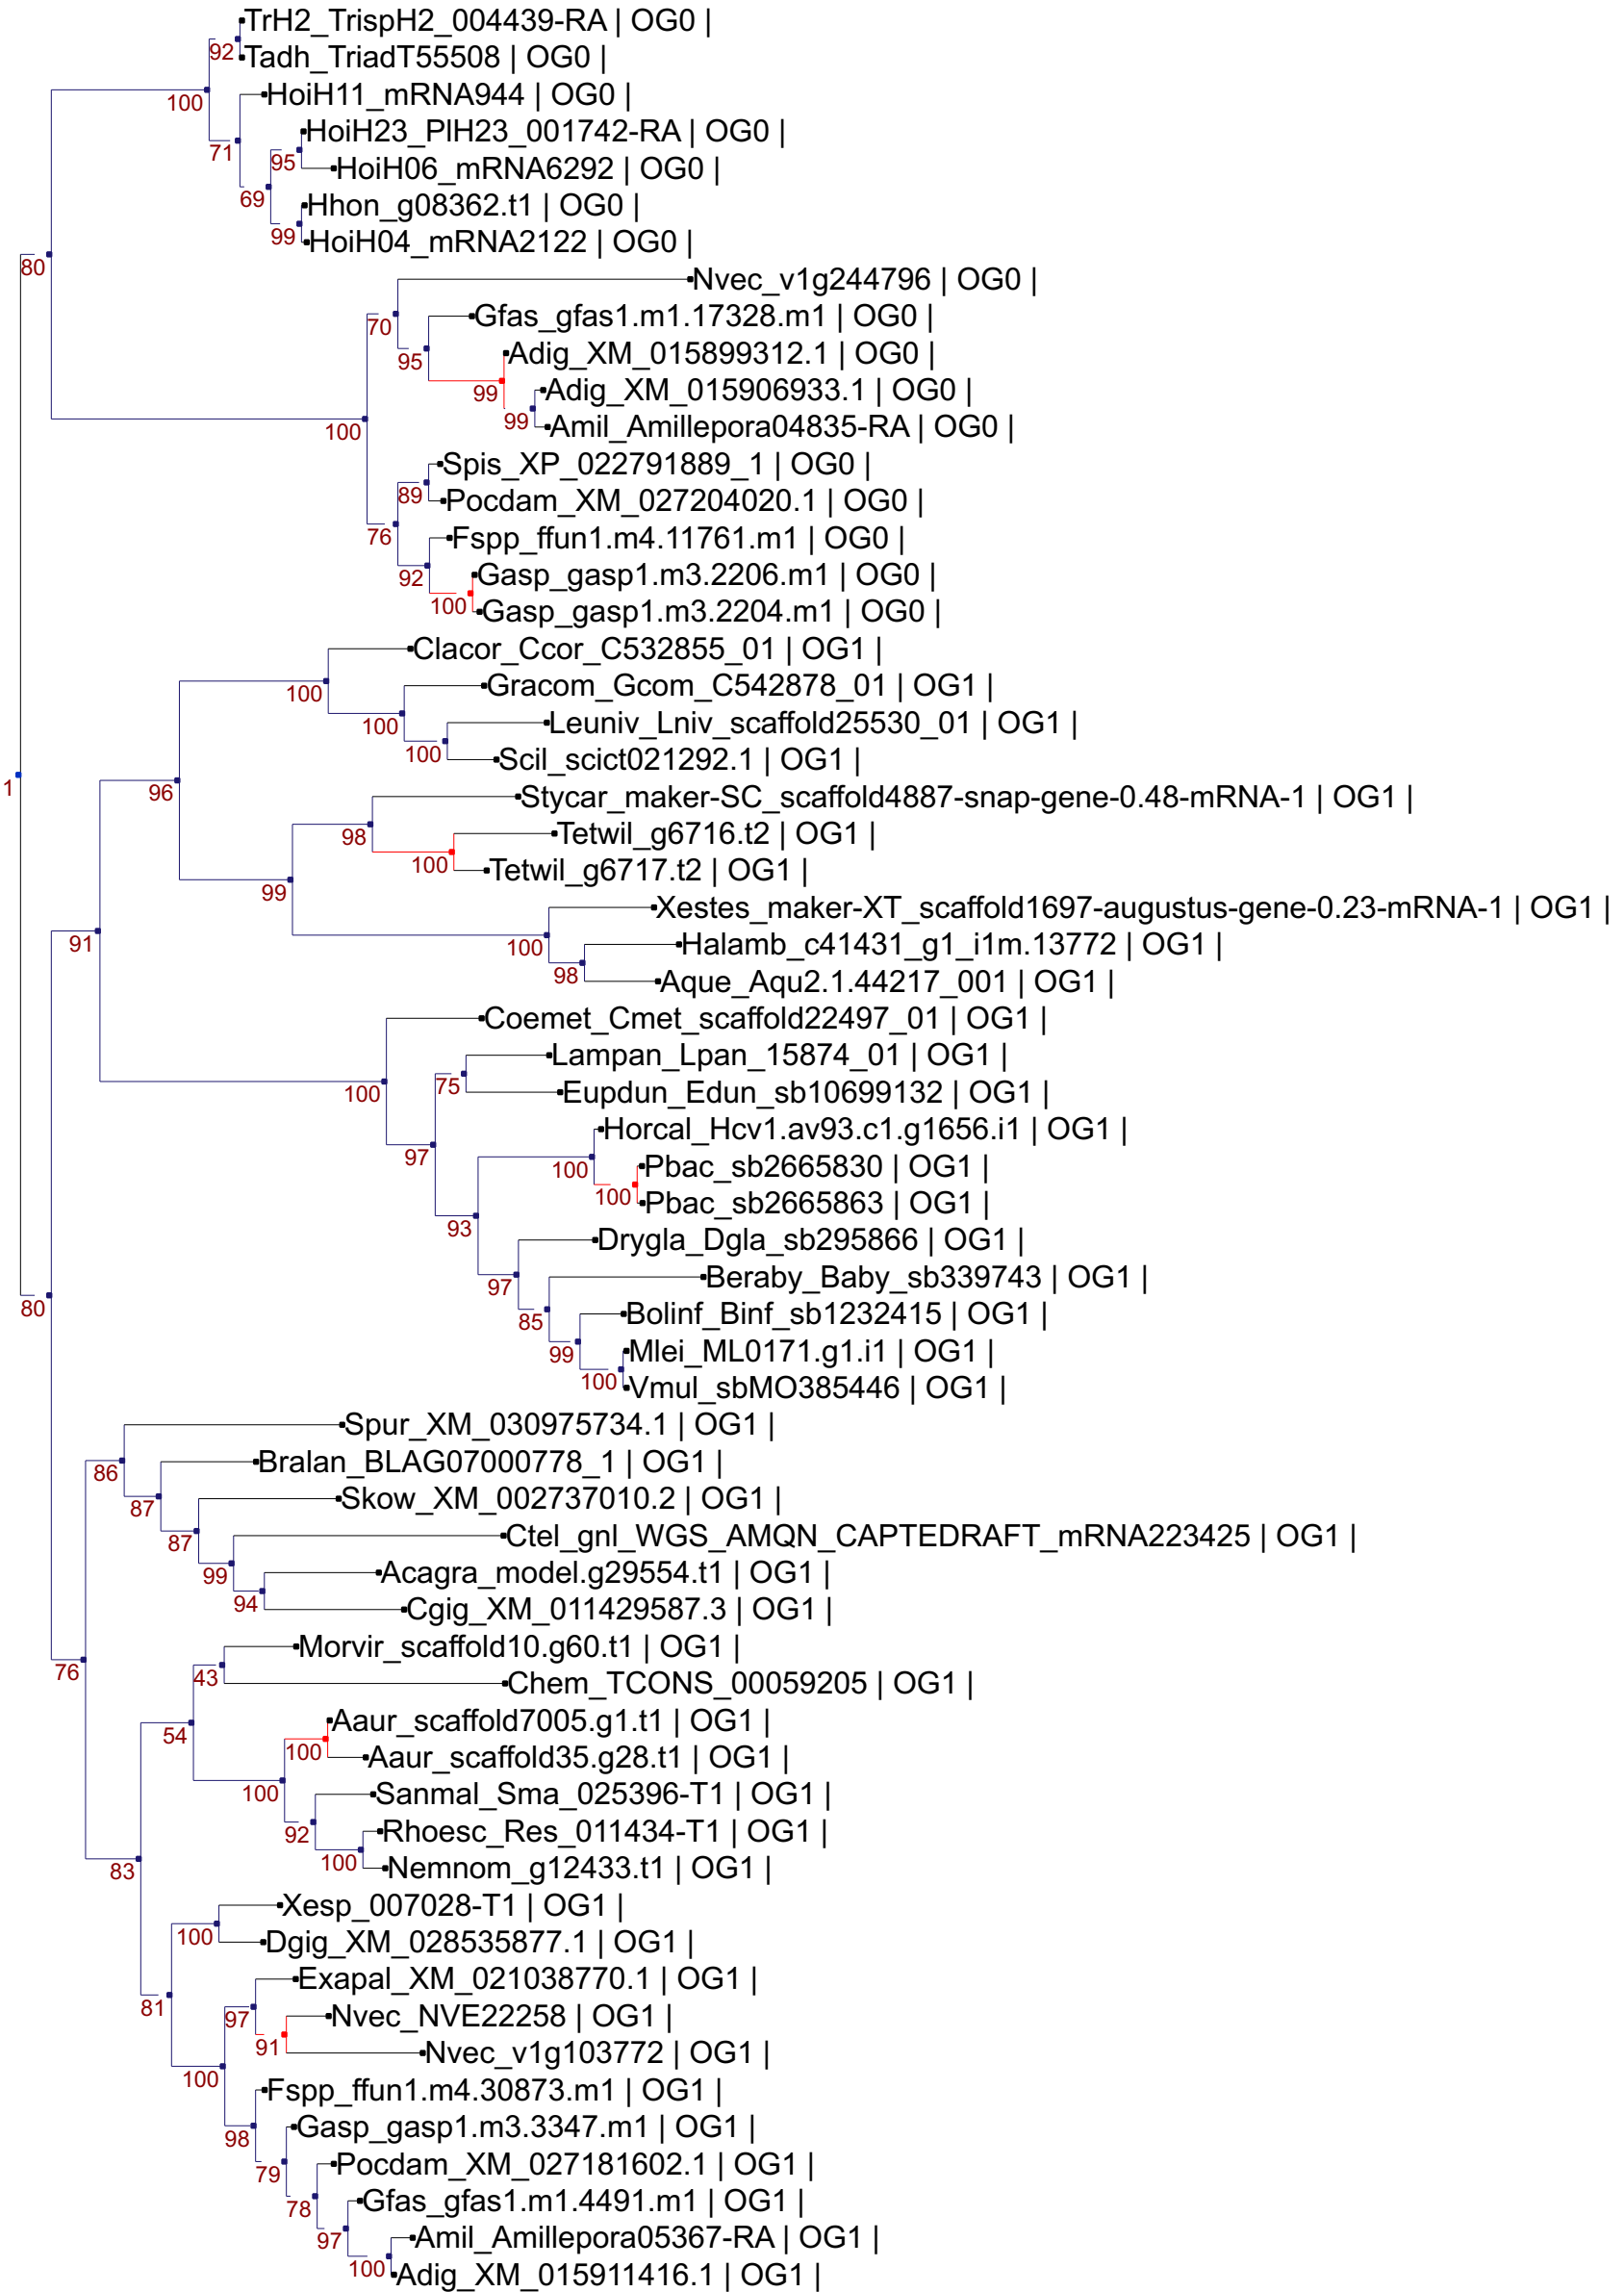 TrH2_TrispH2_004439-RA | OG0 |
92
Tadh_TriadT55508 | OG0 |
100
HoiH11_mRNA944 | OG0 |
HoiH23_PlH23_001742-RA | OG0 |
71
95
HoiH06_mRNA6292 | OG0 |
69
Hhon_g08362.t1 | OG0 |
99
HoiH04_mRNA2122 | OG0 |
80
Nvec_v1g244796 | OG0 |
70
Gfas_gfas1.m1.17328.m1 | OG0 |
95
Adig_XM_015899312.1 | OG0 |
99
Adig_XM_015906933.1 | OG0 |
99
100
Amil_Amillepora04835-RA | OG0 |
Spis_XP_022791889_1 | OG0 |
89
Pocdam_XM_027204020.1 | OG0 |
76
Fspp_ffun1.m4.11761.m1 | OG0 |
92
Gasp_gasp1.m3.2206.m1 | OG0 |
100
Gasp_gasp1.m3.2204.m1 | OG0 |
Clacor_Ccor_C532855_01 | OG1 |
100
Gracom_Gcom_C542878_01 | OG1 |
100
Leuniv_Lniv_scaffold25530_01 | OG1 |
100
Scil_scict021292.1 | OG1 |
1
96
Stycar_maker-SC_scaffold4887-snap-gene-0.48-mRNA-1 | OG1 |
98
Tetwil_g6716.t2 | OG1 |
100
Tetwil_g6717.t2 | OG1 |
99
Xestes_maker-XT_scaffold1697-augustus-gene-0.23-mRNA-1 | OG1 |
91
100
Halamb_c41431_g1_i1m.13772 | OG1 |
98
Aque_Aqu2.1.44217_001 | OG1 |
Coemet_Cmet_scaffold22497_01 | OG1 |
Lampan_Lpan_15874_01 | OG1 |
100
75
Eupdun_Edun_sb10699132 | OG1 |
Horcal_Hcv1.av93.c1.g1656.i1 | OG1 |
97
100
Pbac_sb2665830 | OG1 |
100
Pbac_sb2665863 | OG1 |
93
Drygla_Dgla_sb295866 | OG1 |
97
Beraby_Baby_sb339743 | OG1 |
80
85
Bolinf_Binf_sb1232415 | OG1 |
99
Mlei_ML0171.g1.i1 | OG1 |
100
Vmul_sbMO385446 | OG1 |
Spur_XM_030975734.1 | OG1 |
86
Bralan_BLAG07000778_1 | OG1 |
87
Skow_XM_002737010.2 | OG1 |
87
Ctel_gnl_WGS_AMQN_CAPTEDRAFT_mRNA223425 | OG1 |
99
Acagra_model.g29554.t1 | OG1 |
94
Cgig_XM_011429587.3 | OG1 |
Morvir_scaffold10.g60.t1 | OG1 |
76
43
Chem_TCONS_00059205 | OG1 |
Aaur_scaffold7005.g1.t1 | OG1 |
54
100
Aaur_scaffold35.g28.t1 | OG1 |
100
Sanmal_Sma_025396-T1 | OG1 |
92
Rhoesc_Res_011434-T1 | OG1 |
100
83
Nemnom_g12433.t1 | OG1 |
Xesp_007028-T1 | OG1 |
100
Dgig_XM_028535877.1 | OG1 |
Exapal_XM_021038770.1 | OG1 |
81
97
Nvec_NVE22258 | OG1 |
91
Nvec_v1g103772 | OG1 |
100
Fspp_ffun1.m4.30873.m1 | OG1 |
Gasp_gasp1.m3.3347.m1 | OG1 |
98
Pocdam_XM_027181602.1 | OG1 |
79
Gfas_gfas1.m1.4491.m1 | OG1 |
78
Amil_Amillepora05367-RA | OG1 |
97
100
Adig_XM_015911416.1 | OG1 |